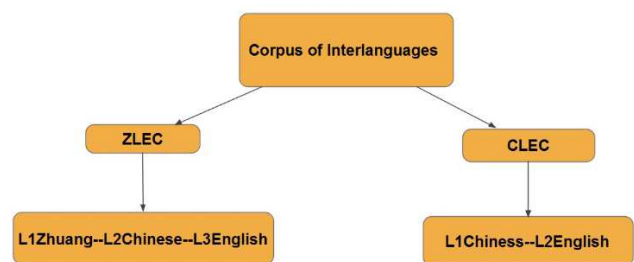 Corpus of Interlanguages
ZLEC
CLEC
L1Zhuang--L2Chinese--L3English
L1Chiness--L2English